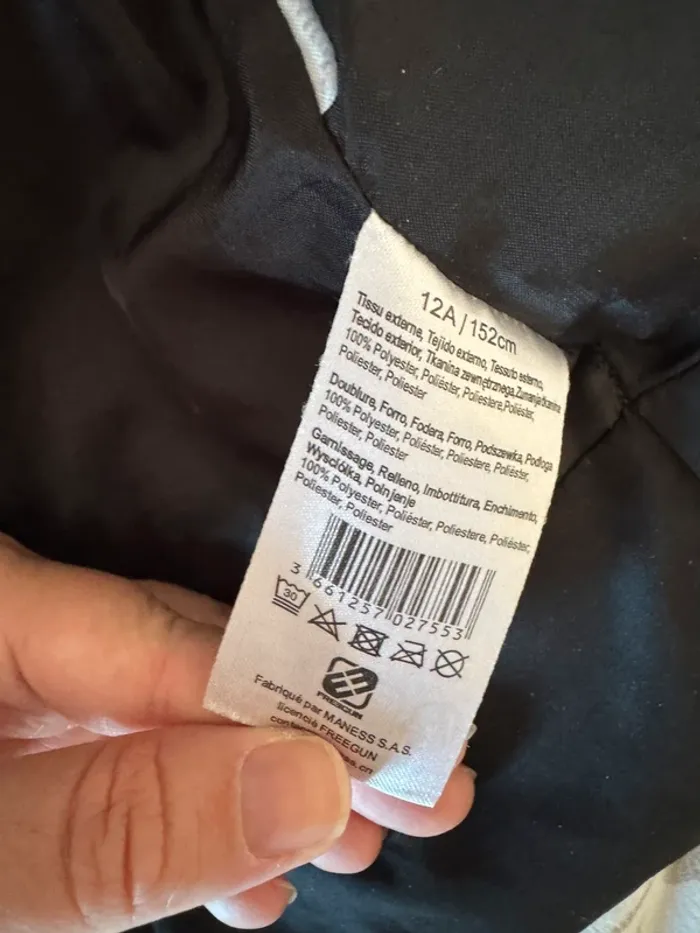 12A / 152cm
Tissu externe, Tejido externo, Tessuto esterno,
Tecido exterior, Tkanina zewnętrzna, Zunanja tkanina
100% Polyester, Poliéster, Poliestere, Poliéster,
Poliester, Poliester
Doublure, Forro, Fodera, Forro, Podszewka, Podloga
100% Polyester, Poliéster, Poliestere, Poliéster,
Poliester, Poliester
Garnissage, Relleno, Imbottitura, Enchimento,
Wyściółka, Polnjenje
100% Polyester, Poliéster, Poliestere, Poliéster,
Poliester, Poliester
3 661257 027553
30
FREEGUN
Fabriqué par MANESS S.A.S.
licencié FREEGUN